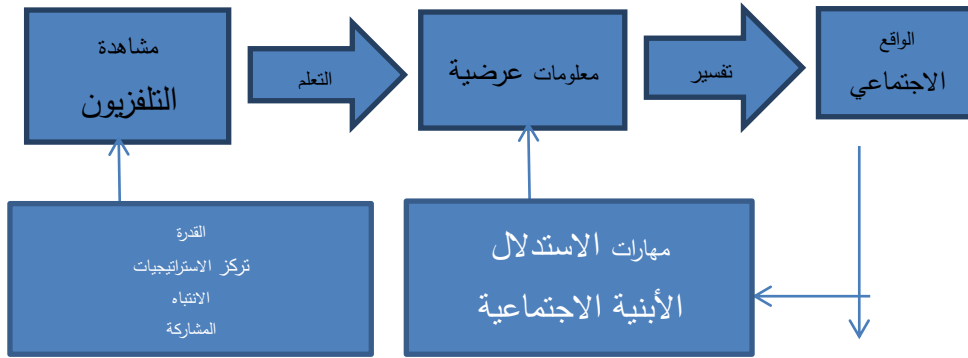 مشاهدة
التلفزيون
التعلم
معلومات عرضية
تفسير
الواقع
الاجتماعي
القدرة
تركز الاستراتيجيات
الانتباه
المشاركة
مهارات الاستدلال
الأبنية الاجتماعية